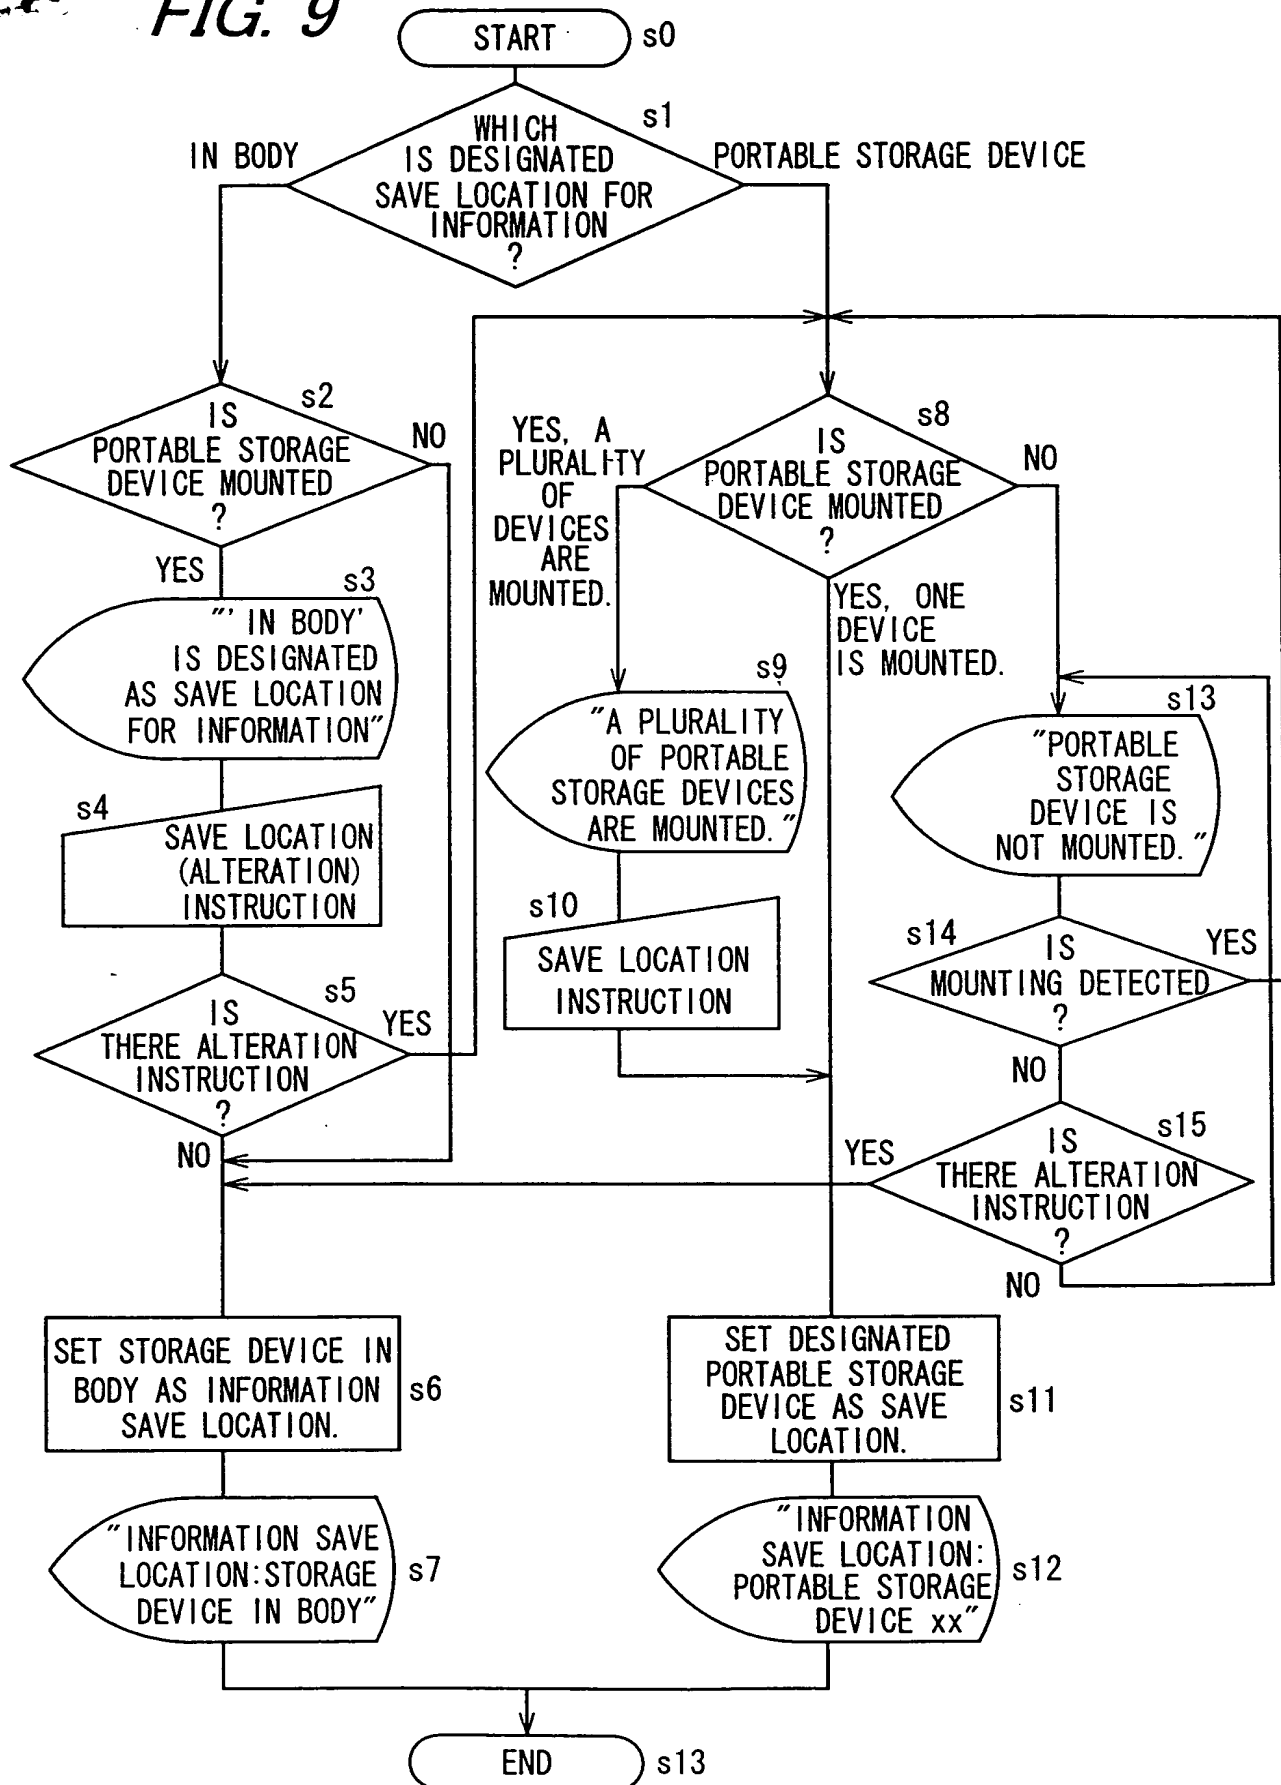 FIG. 9
START
s0
s1
WHICH
IS DESIGNATED
SAVE LOCATION FOR
INFORMATION
?
IN BODY
PORTABLE STORAGE DEVICE
s2
IS
PORTABLE STORAGE
DEVICE MOUNTED
?
NO
YES
s3
"' IN BODY'
IS DESIGNATED
AS SAVE LOCATION
FOR INFORMATION"
s4
SAVE LOCATION
(ALTERATION)
INSTRUCTION
s5
IS
THERE ALTERATION
INSTRUCTION
?
YES
NO
s8
IS
PORTABLE STORAGE
DEVICE MOUNTED
?
YES, A
PLURALITY
OF
DEVICES
ARE
MOUNTED.
NO
YES, ONE
DEVICE
IS MOUNTED.
s9
"A PLURALITY
OF PORTABLE
STORAGE DEVICES
ARE MOUNTED. "
s10
SAVE LOCATION
INSTRUCTION
s13
"PORTABLE
STORAGE
DEVICE IS
NOT MOUNTED. "
s14
IS
MOUNTING DETECTED
?
YES
NO
s15
IS
THERE ALTERATION
INSTRUCTION
?
YES
NO
SET STORAGE DEVICE IN
BODY AS INFORMATION
SAVE LOCATION.
s6
"INFORMATION SAVE
LOCATION:STORAGE
DEVICE IN BODY"
s7
SET DESIGNATED
PORTABLE STORAGE
DEVICE AS SAVE
LOCATION.
s11
"INFORMATION
SAVE LOCATION:
PORTABLE STORAGE
DEVICE xx"
s12
END
s13